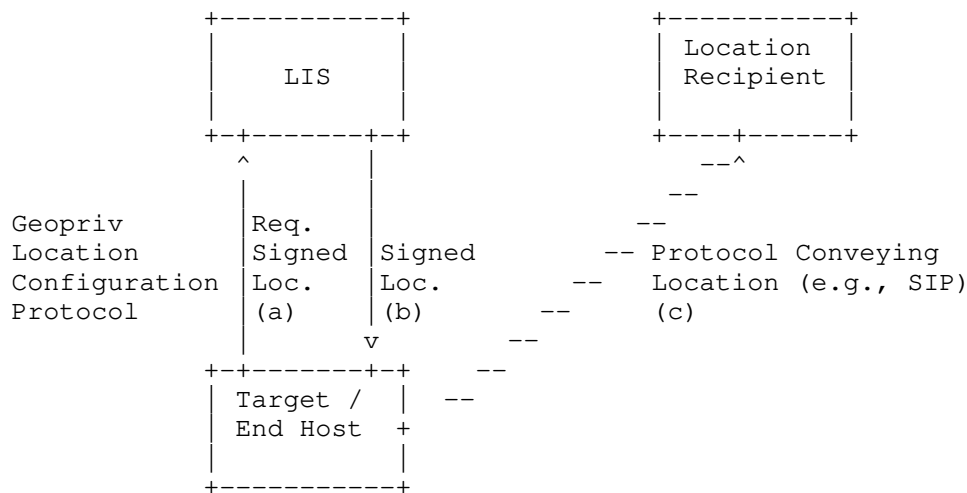 Location
LIS Recipient
Geopriv Req.
Location Signed Signed -- Protocol Conveying
Configuration Loc. Loc. -- Location (e.g., SIP)
Protocol (a) (b) -- (c)
Target /
End Host